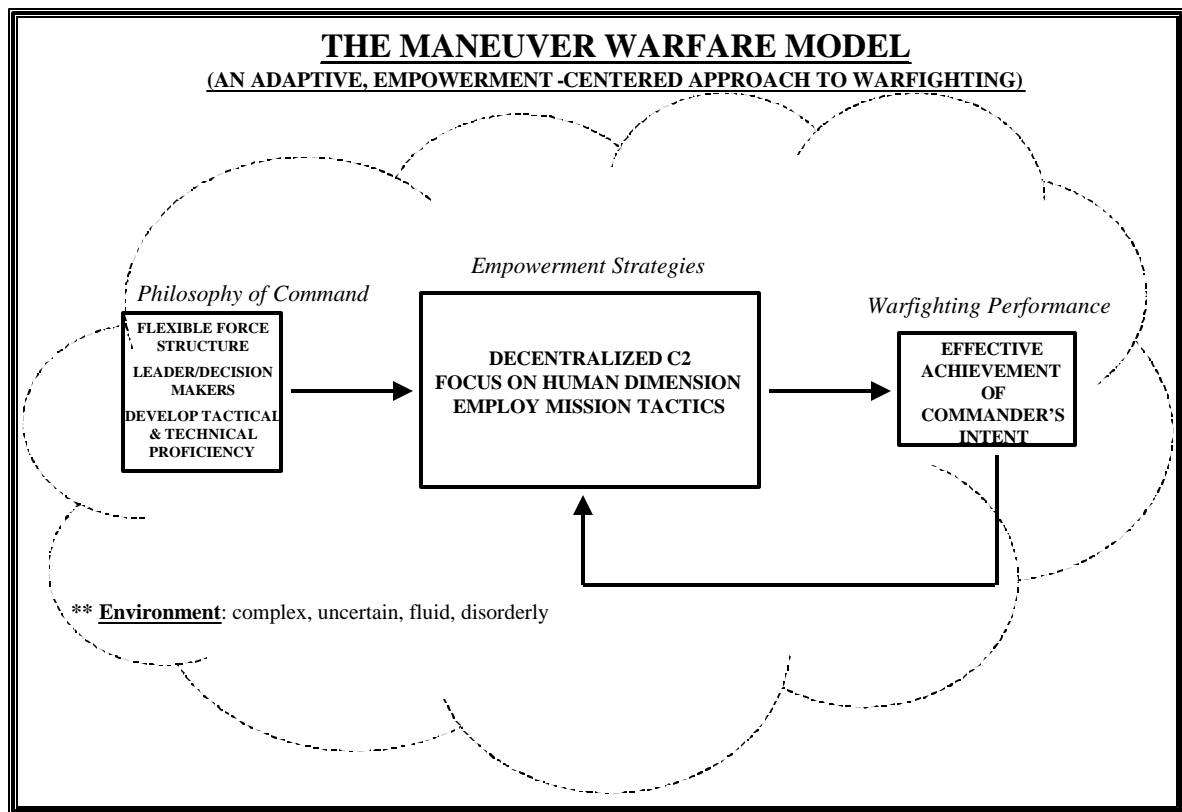 THE MANEUVER WARFARE MODEL
(AN ADAPTIVE, EMPOWERMENT -CENTERED APPROACH TO WARFIGHTING)
Empowerment Strategies
Philosophy of Command
Warfighting Performance
FLEXIBLE FORCE
STRUCTURE
LEADER/DECISION
MAKERS
DEVELOP TACTICAL
& TECHNICAL
PROFICIENCY
DECENTRALIZED C2
FOCUS ON HUMAN DIMENSION
EMPLOY MISSION TACTICS
EFFECTIVE
ACHIEVEMENT
OF
COMMANDER'S
INTENT
** Environment: complex, uncertain, fluid, disorderly